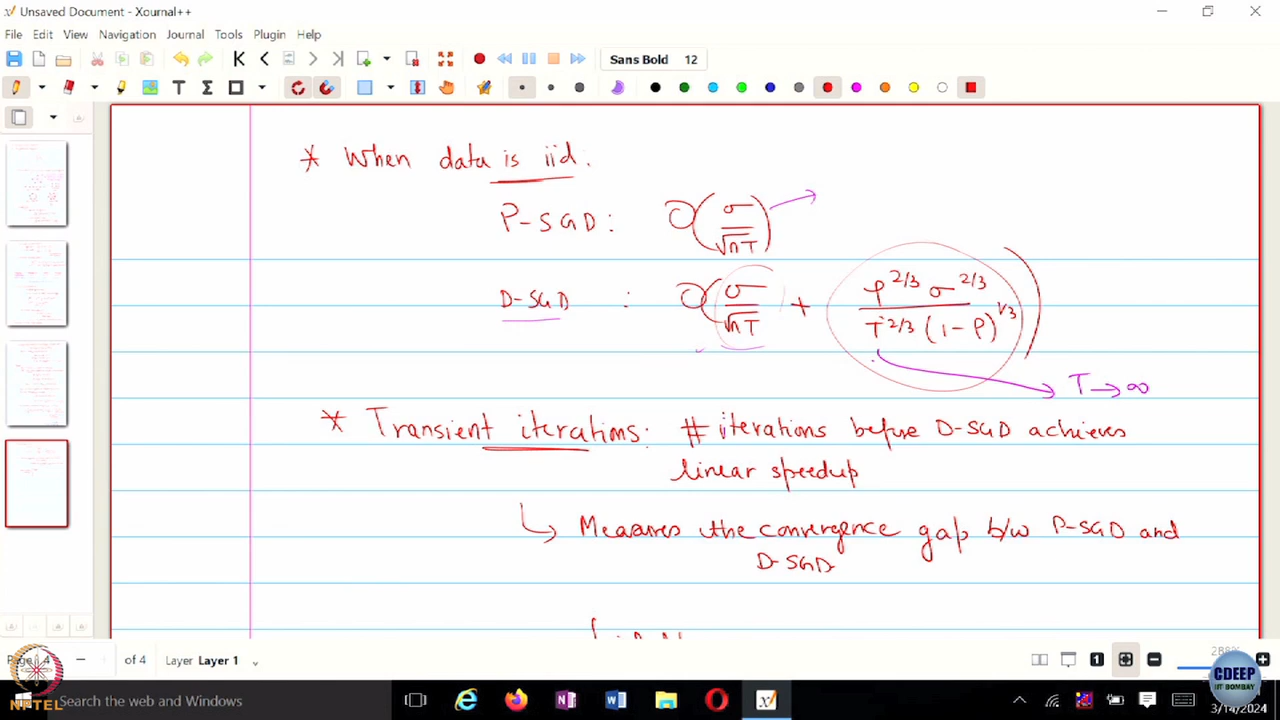 Unsaved Document - Xournal++
File Edit View Navigation Journal Tools Plugin Help
Sans Bold 12
* When data is iid:
P-SGD: O(σ/√nT)
D-SGD : O(σ/√nT + ρ^2/3 σ^2/3 / T^2/3 (1-ρ)^1/3)
T→∞
* Transient iterations: # iterations before D-SGD achieves
linear speedup
↳ Measures the convergence gap b/w P-SGD and
D-SGD
of 4 Layer Layer 1
288%
Search the web and Windows
NPTEL
CDEEP
IIT BOMBAY
3/14/2024